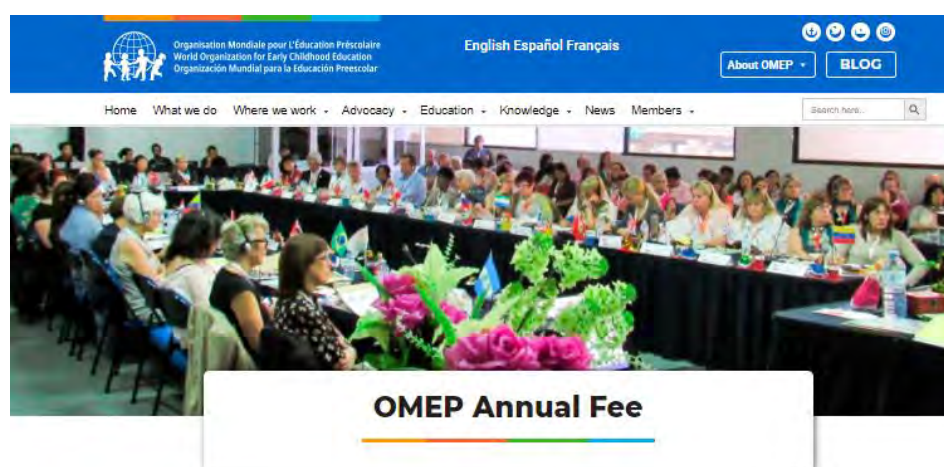 Organisation Mondiale pour L'Éducation Préscolaire
World Organization for Early Childhood Education
Organización Mundial para la Educación Preescolar
English Español Français
About OMEP
BLOG
Home What we do Where we work Advocacy Education Knowledge News Members
Search here...
OMEP Annual Fee